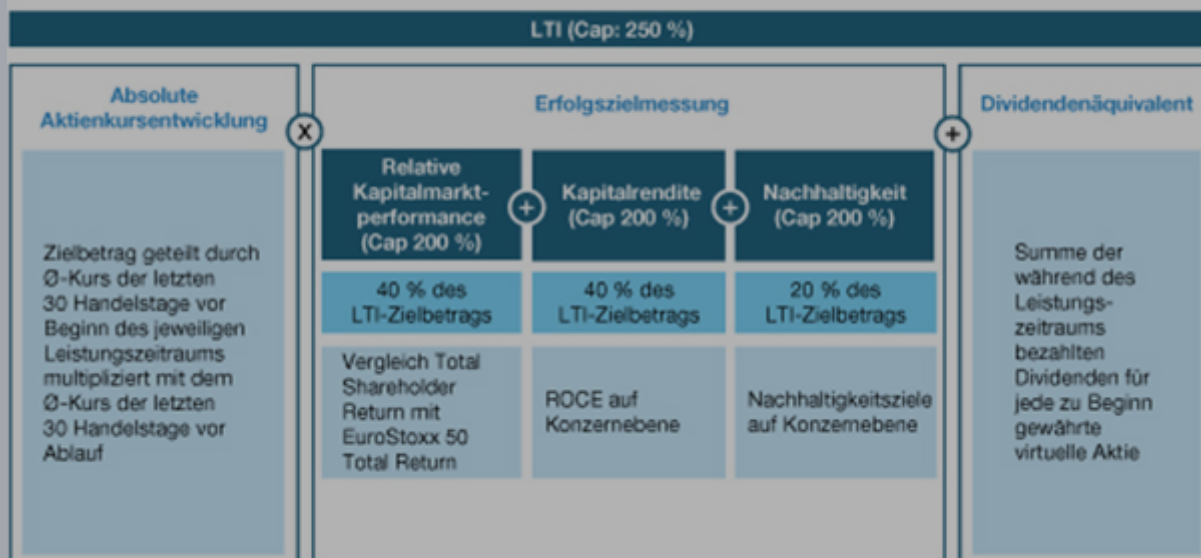 LTI (Cap: 250 %)
Absolute
Aktienkursentwicklung
X
Erfolgszielmessung
+
Dividendenäquivalent
Relative
Kapitalmarkt-
performance
(Cap 200 %)
+
Kapitalrendite
(Cap 200 %)
+
Nachhaltigkeit
(Cap 200 %)
40 % des
LTI-Zielbetrags
40 % des
LTI-Zielbetrags
20 % des
LTI-Zielbetrags
Zielbetrag geteilt durch
Ø-Kurs der letzten
30 Handelstage vor
Beginn des jeweiligen
Leistungszeitraums
multipliziert mit dem
Ø-Kurs der letzten
30 Handelstage vor
Ablauf
Vergleich Total
Shareholder
Return mit
EuroStoxx 50
Total Return
ROCE auf
Konzernebene
Nachhaltigkeitsziele
auf Konzernebene
Summe der
während des
Leistungs-
zeitraums
bezahlten
Dividenden für
jede zu Beginn
gewährte
virtuelle Aktie